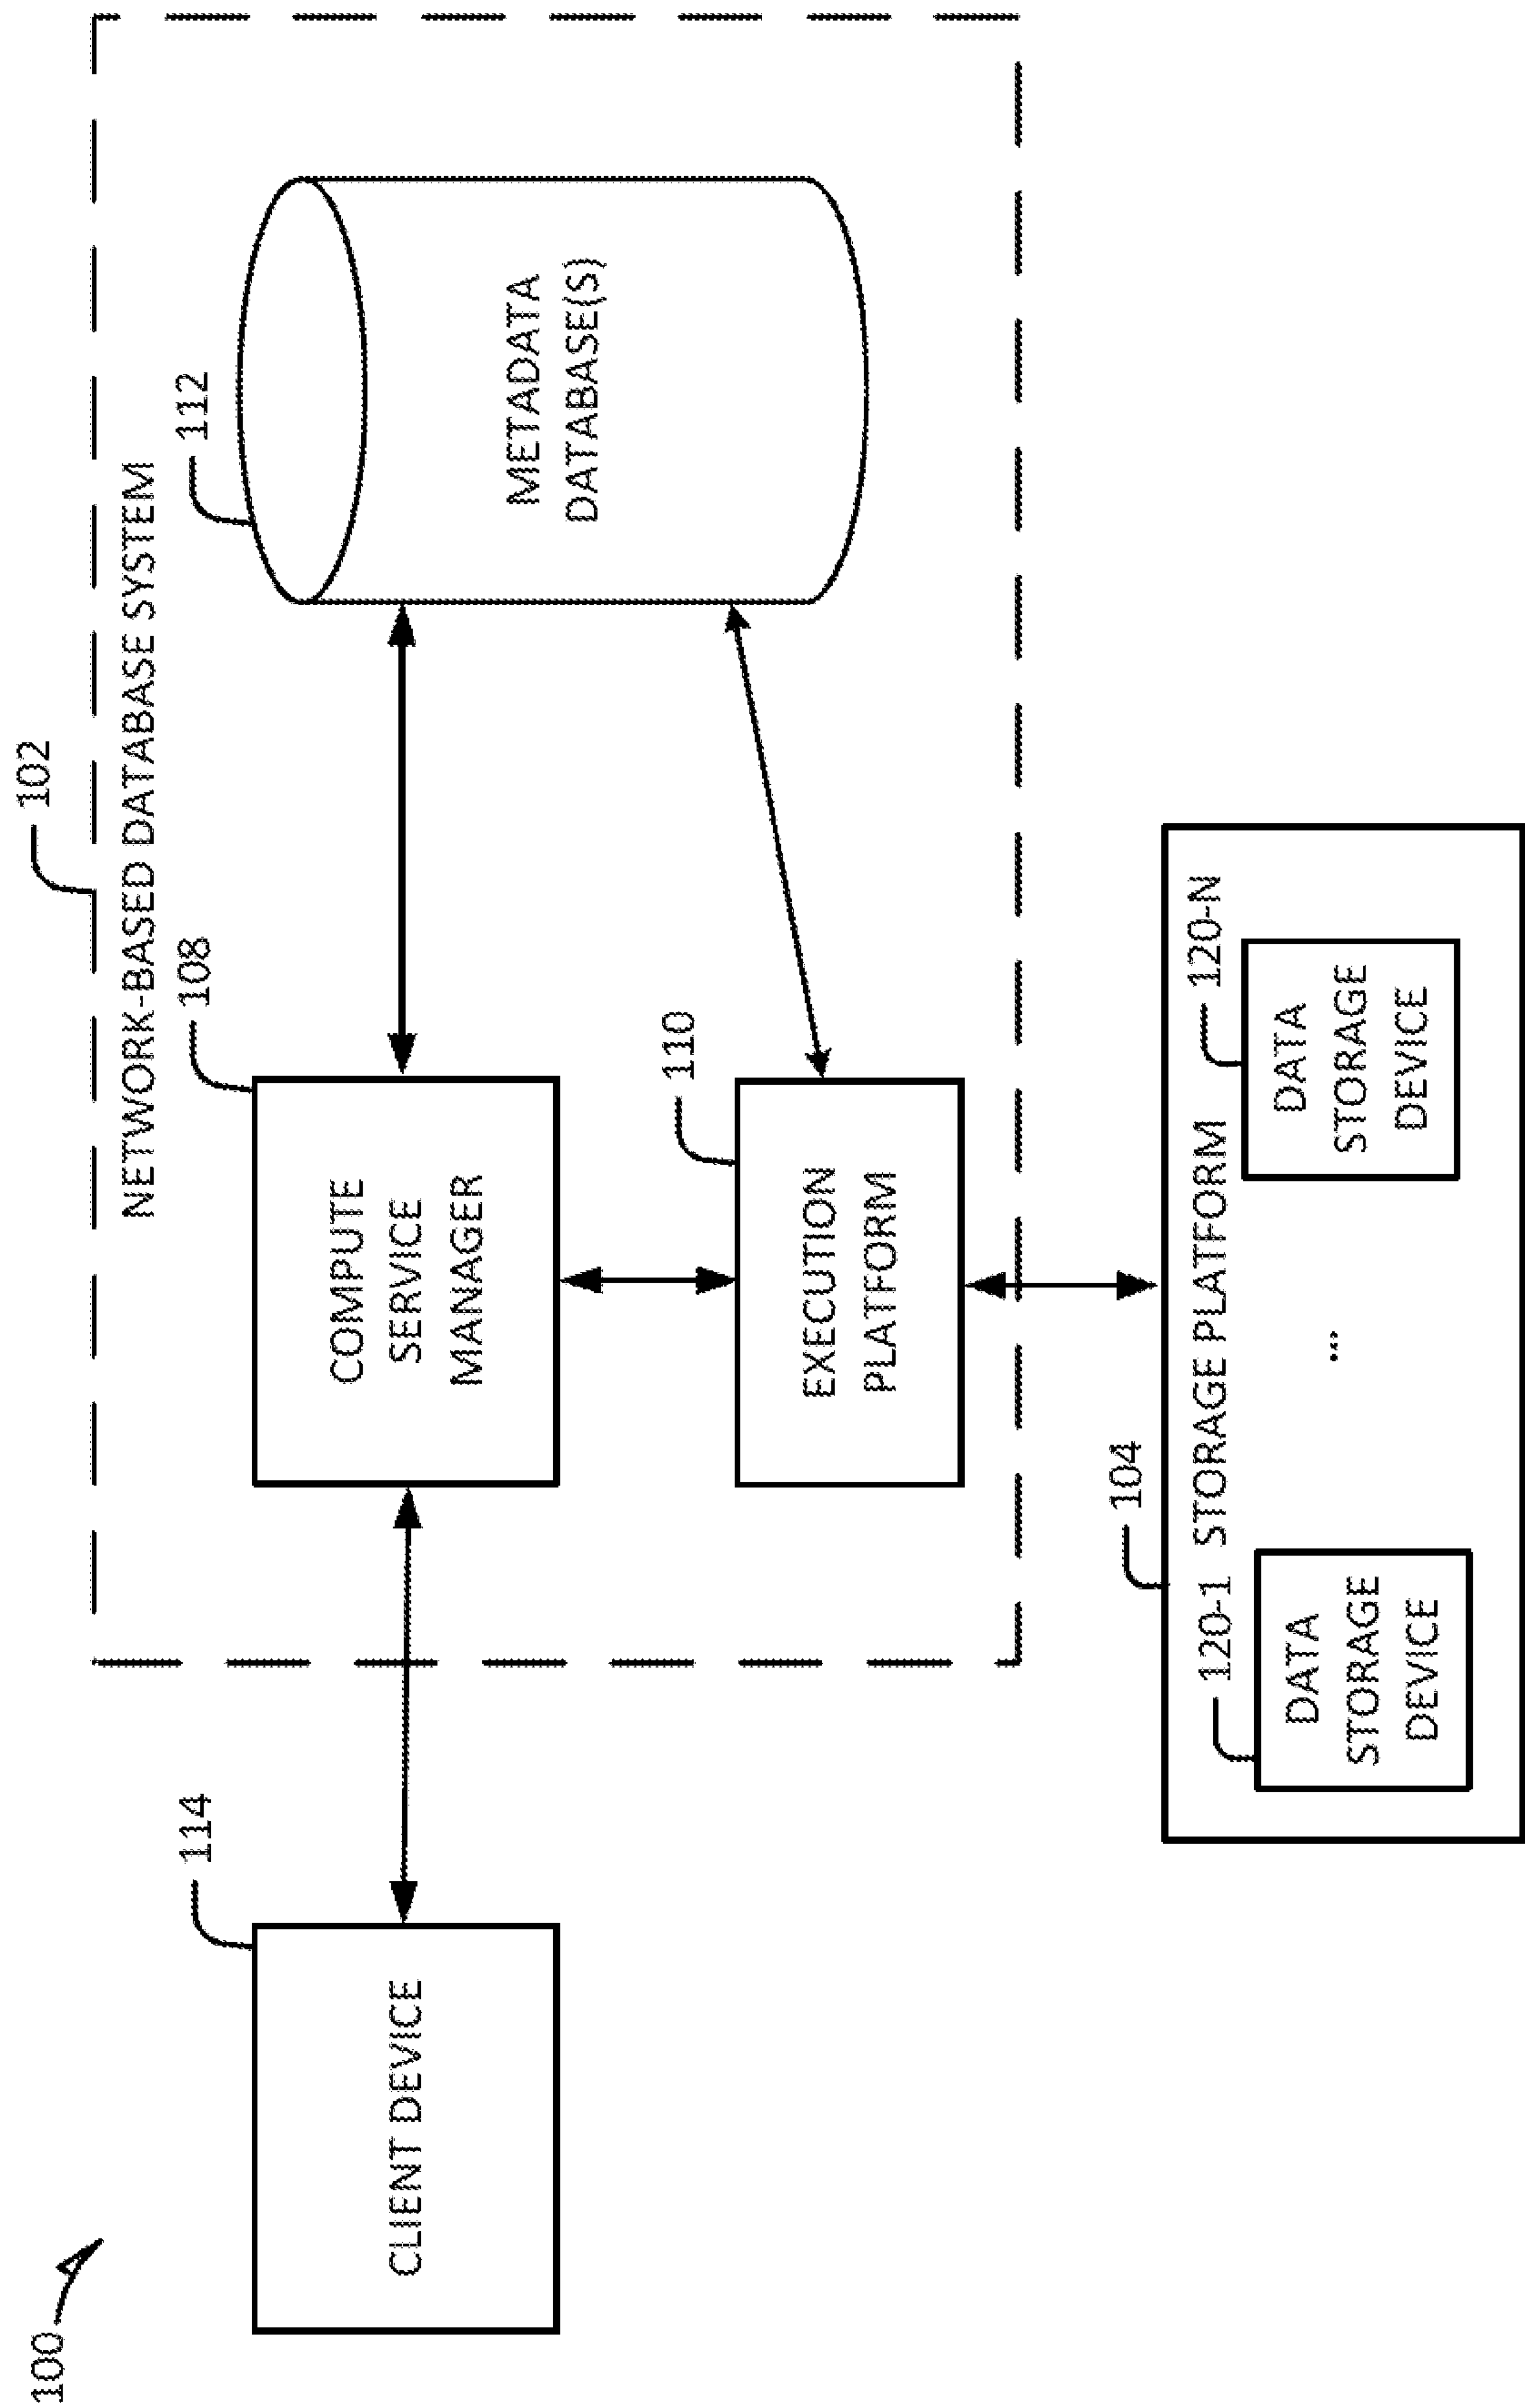 100
102
NETWORK-BASED DATABASE SYSTEM
114
CLIENT DEVICE
108
COMPUTE
SERVICE
MANAGER
112
METADATA
DATABASE(S)
110
EXECUTION
PLATFORM
104
120-1 STORAGE PLATFORM 120-N
DATA
STORAGE
DEVICE
...
DATA
STORAGE
DEVICE